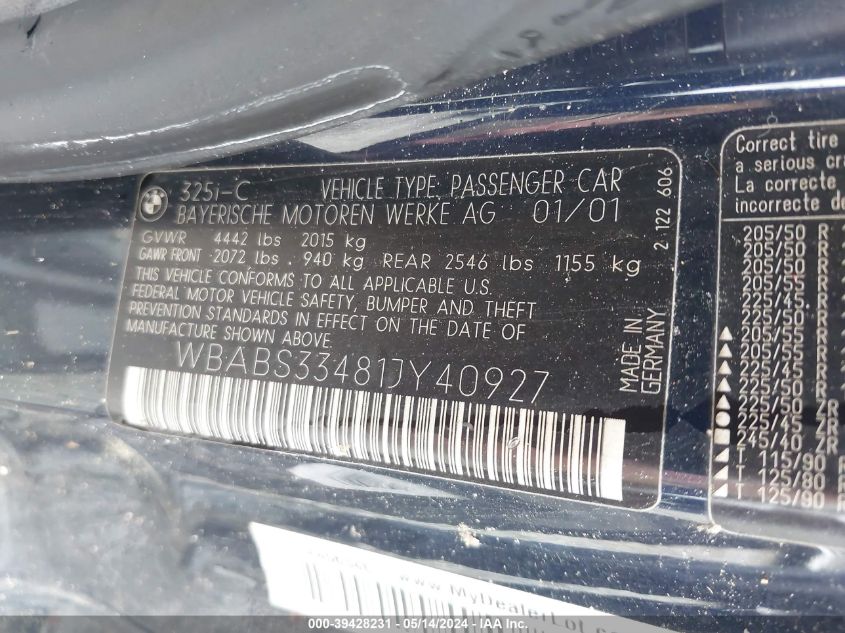 325i-C VEHICLE TYPE, PASSENGER CAR
BAYERISCHE MOTOREN WERKE AG 01/01
GVWR 4442 lbs 2015 kg
GAWR FRONT 2072 lbs 940 kg REAR 2546 lbs 1155 kg
THIS VEHICLE CONFORMS TO ALL APPLICABLE U.S.
FEDERAL MOTOR VEHICLE SAFETY, BUMPER AND THEFT
PREVENTION STANDARDS IN EFFECT ON THE DATE OF
MANUFACTURE SHOWN ABOVE.
WBABS33481JY40927
2 122 606
MADE IN
GERMANY
Correct tire
a serious
La correcte
incorrecte de
205/50 R
205/50 R
205/50 R
205/55 R
225/45 R
225/50 R
205/50 R
205/55 R
225/45 R
225/50 R
225/50 ZR
225/45 ZR
245/40 ZR
T 115/90 R
T 125/80 R
T 125/90 R
www.MyDealerLot
000-39428231 - 05/14/2024 - IAA Inc.